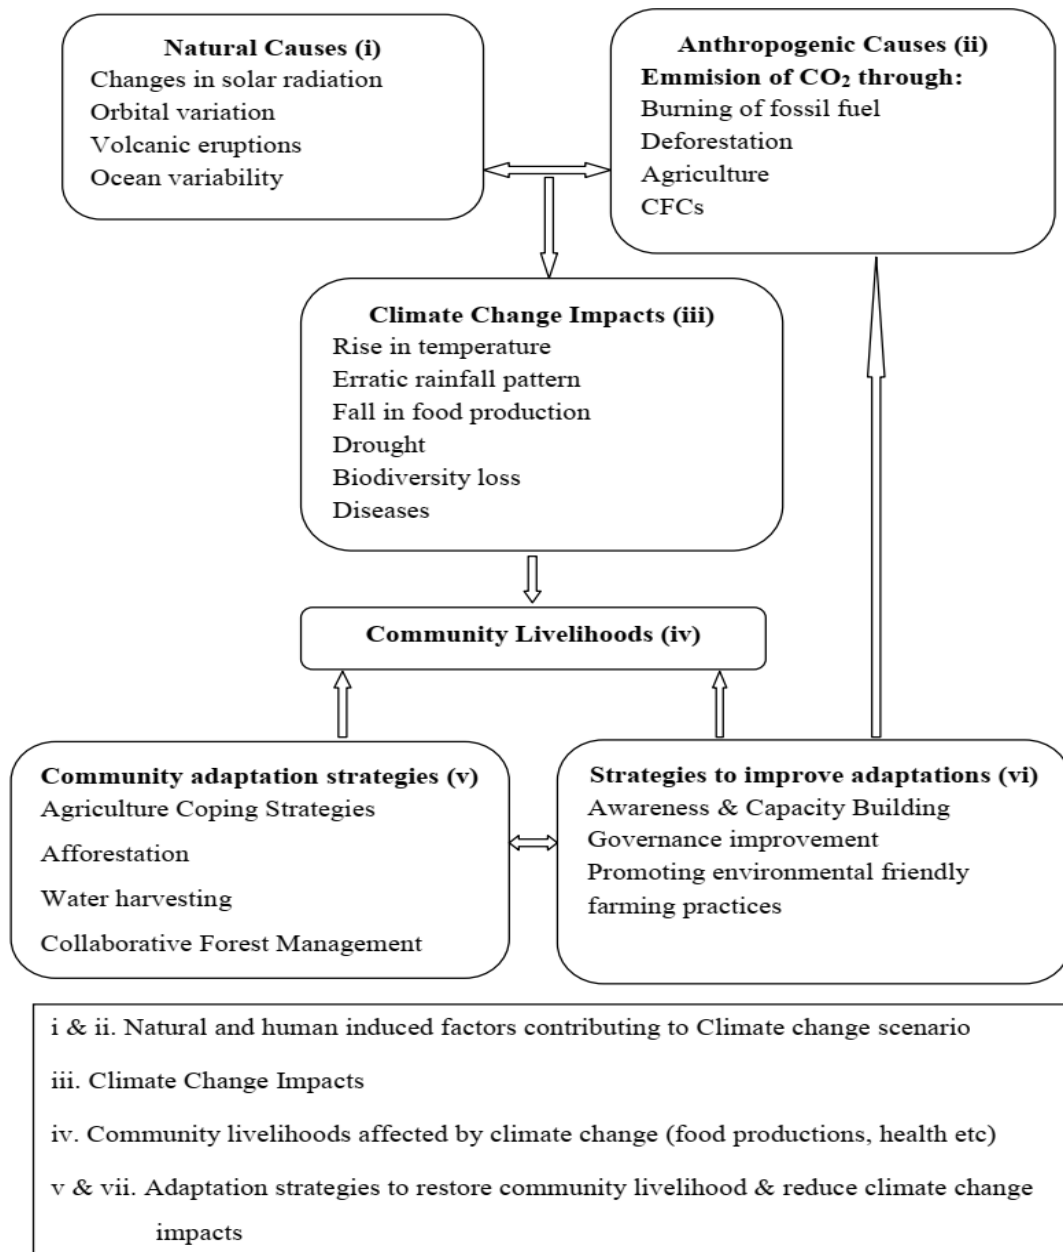 Natural Causes (i)
Changes in solar radiation
Orbital variation
Volcanic eruptions
Ocean variability
Anthropogenic Causes (ii)
Emmision of CO₂ through:
Burning of fossil fuel
Deforestation
Agriculture
CFCs
Climate Change Impacts (iii)
Rise in temperature
Erratic rainfall pattern
Fall in food production
Drought
Biodiversity loss
Diseases
Community Livelihoods (iv)
Community adaptation strategies (v)
Agriculture Coping Strategies
Afforestation
Water harvesting
Collaborative Forest Management
Strategies to improve adaptations (vi)
Awareness & Capacity Building
Governance improvement
Promoting environmental friendly
farming practices
i & ii. Natural and human induced factors contributing to Climate change scenario
iii. Climate Change Impacts
iv. Community livelihoods affected by climate change (food productions, health etc)
v & vii. Adaptation strategies to restore community livelihood & reduce climate change
impacts